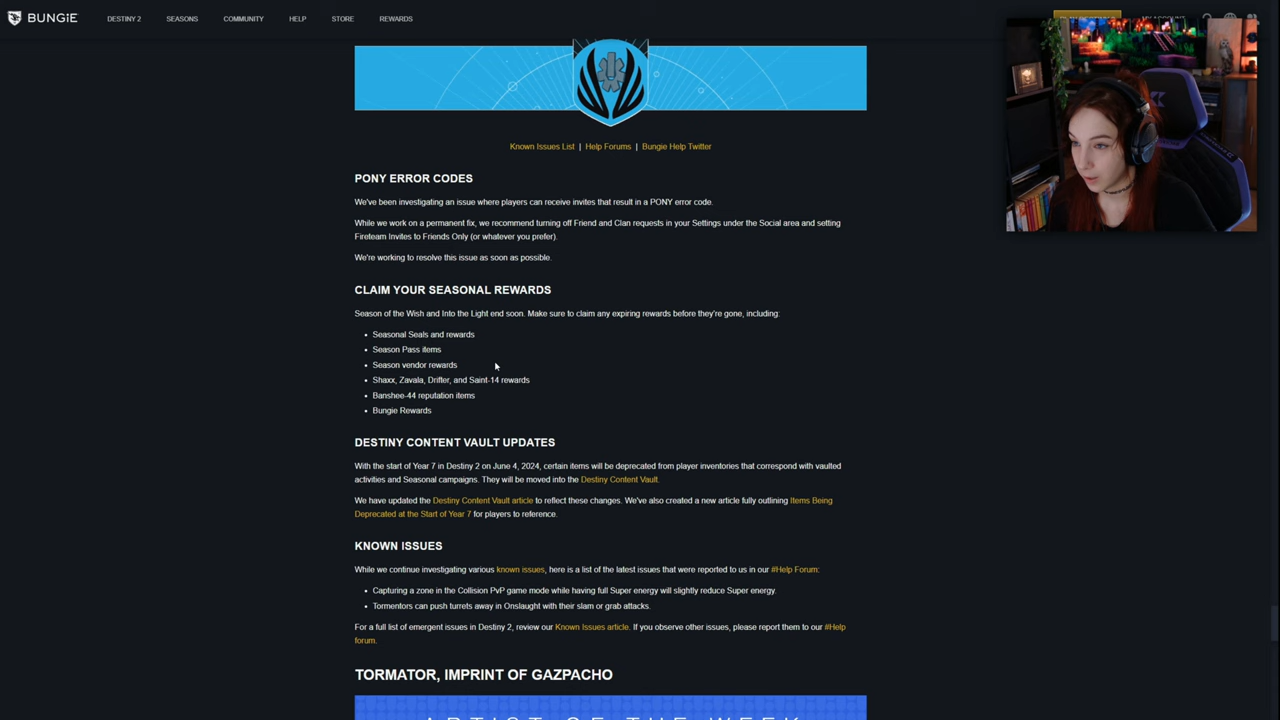 BUNGiE DESTINY 2 SEASONS COMMUNITY HELP STORE REWARDS
Known Issues List | Help Forums | Bungie Help Twitter
PONY ERROR CODES
We've been investigating an issue where players can receive invites that result in a PONY error code.
While we work on a permanent fix, we recommend turning off Friend and Clan requests in your Settings under the Social area and setting
Fireteam Invites to Friends Only (or whatever you prefer).
We're working to resolve this issue as soon as possible.
CLAIM YOUR SEASONAL REWARDS
Season of the Wish and Into the Light end soon. Make sure to claim any expiring rewards before they're gone, including:
• Seasonal Seals and rewards
• Season Pass items
• Season vendor rewards
• Shaxx, Zavala, Drifter, and Saint-14 rewards
• Banshee-44 reputation items
• Bungie Rewards
DESTINY CONTENT VAULT UPDATES
With the start of Year 7 in Destiny 2 on June 4, 2024, certain items will be deprecated from player inventories that correspond with vaulted
activities and Seasonal campaigns. They will be moved into the Destiny Content Vault.
We have updated the Destiny Content Vault article to reflect these changes. We've also created a new article fully outlining Items Being
Deprecated at the Start of Year 7 for players to reference.
KNOWN ISSUES
While we continue investigating various known issues, here is a list of the latest issues that were reported to us in our #Help Forum:
• Capturing a zone in the Collision PvP game mode while having full Super energy will slightly reduce Super energy.
• Tormentors can push turrets away in Onslaught with their slam or grab attacks.
For a full list of emergent issues in Destiny 2, review our Known Issues article. If you observe other issues, please report them to our #Help
forum.
TORMATOR, IMPRINT OF GAZPACHO
ARTIST OF THE WEEK